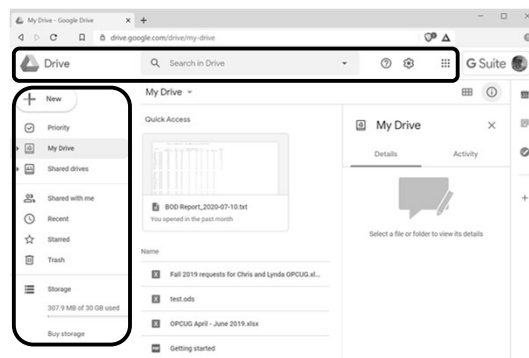 My Drive - Google Drive
drive.google.com/drive/my-drive
Drive
Search in Drive
G Suite
New
Priority
My Drive
Shared drives
Shared with me
Recent
Starred
Trash
Storage
307.9 MB of 30 GB used
Buy storage
My Drive
Quick Access
BOD Report_2020-07-10.txt
You opened in the past month
Name
Fall 2019 requests for Chris and Lynda OPCUG.xl...
test.ods
OPCUG April - June 2019.xlsx
Getting started
My Drive
Details Activity
Select a file or folder to view its details